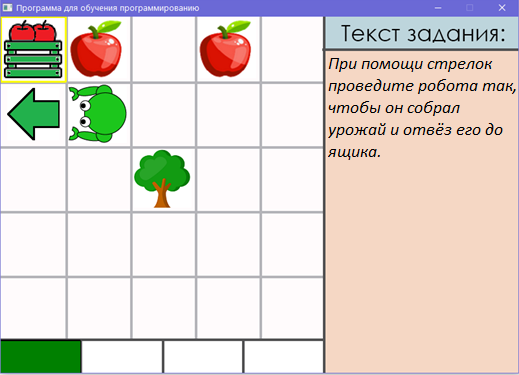 Программа для обучения программированию
Текст задания:
При помощи стрелок
проведите робота так,
чтобы он собрал
урожай и отвёз его до
ящика.